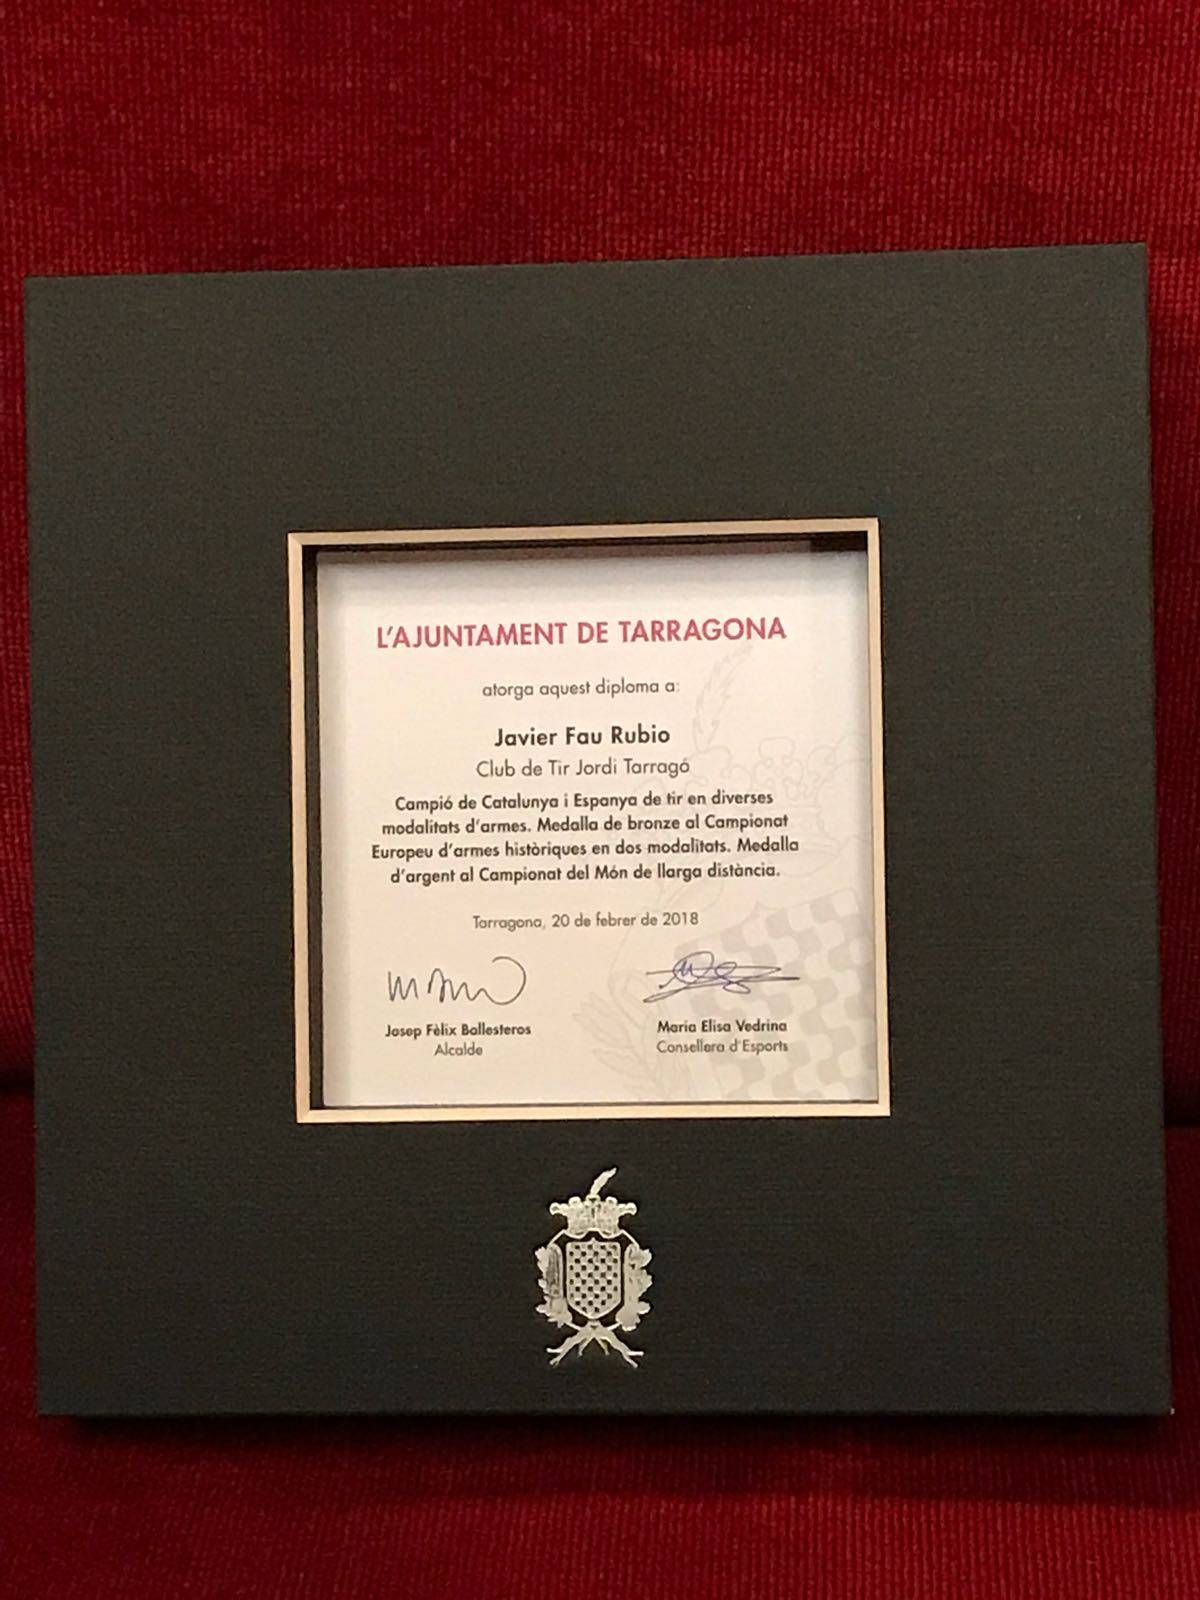 L'AJUNTAMENT DE TARRAGONA
atorga aquest diploma a:
Javier Fau Rubio
Club de Tir Jordi Tarragó
Campió de Catalunya i Espanya de tir en diverses
modalitats d'armes. Medalla de bronze al Campionat
Europeu d'armes històriques en dos modalitats. Medalla
d'argent al Campionat del Món de llarga distància.
Tarragona, 20 de febrer de 2018
Josep Fèlix Ballesteros
Alcalde
Maria Elisa Vedrina
Consellera d'Esports